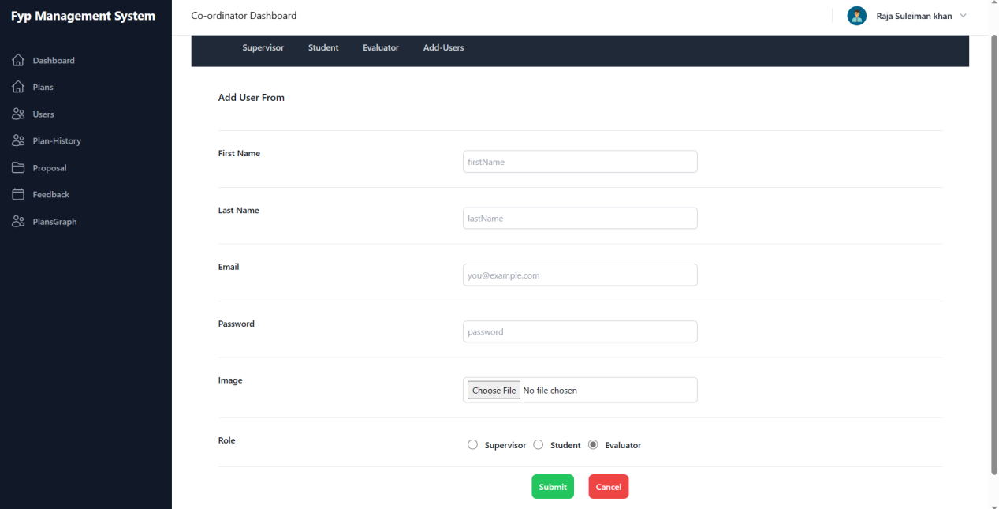 Fyp Management System
Co-ordinator Dashboard
Raja Suleiman khan
Dashboard
Plans
Users
Plan-History
Proposal
Feedback
PlansGraph
Supervisor Student Evaluator Add-Users
Add User From
First Name
firstName
Last Name
lastName
Email
you@example.com
Password
password
Image
Choose File No file chosen
Role
Supervisor Student Evaluator
Submit Cancel